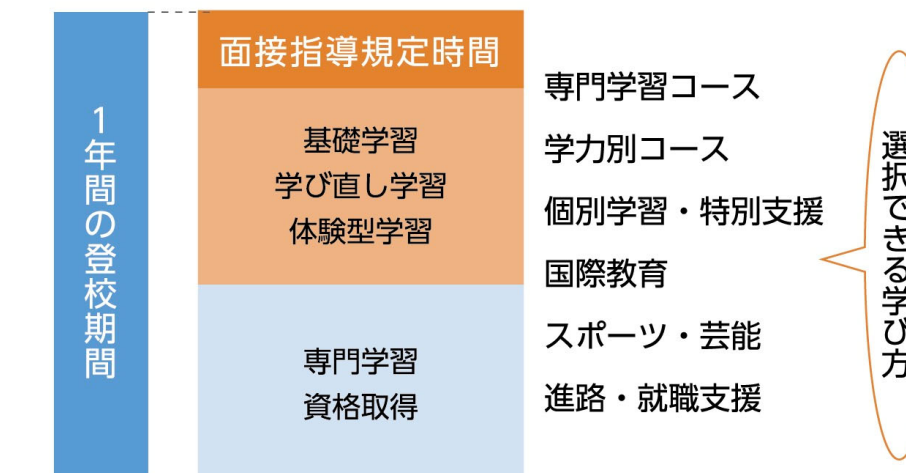 1年間の登校期間
面接指導規定時間
基礎学習
学び直し学習
体験型学習
専門学習
資格取得
専門学習コース
学力別コース
個別学習・特別支援
国際教育
スポーツ・芸能
進路・就職支援
選択できる学び方